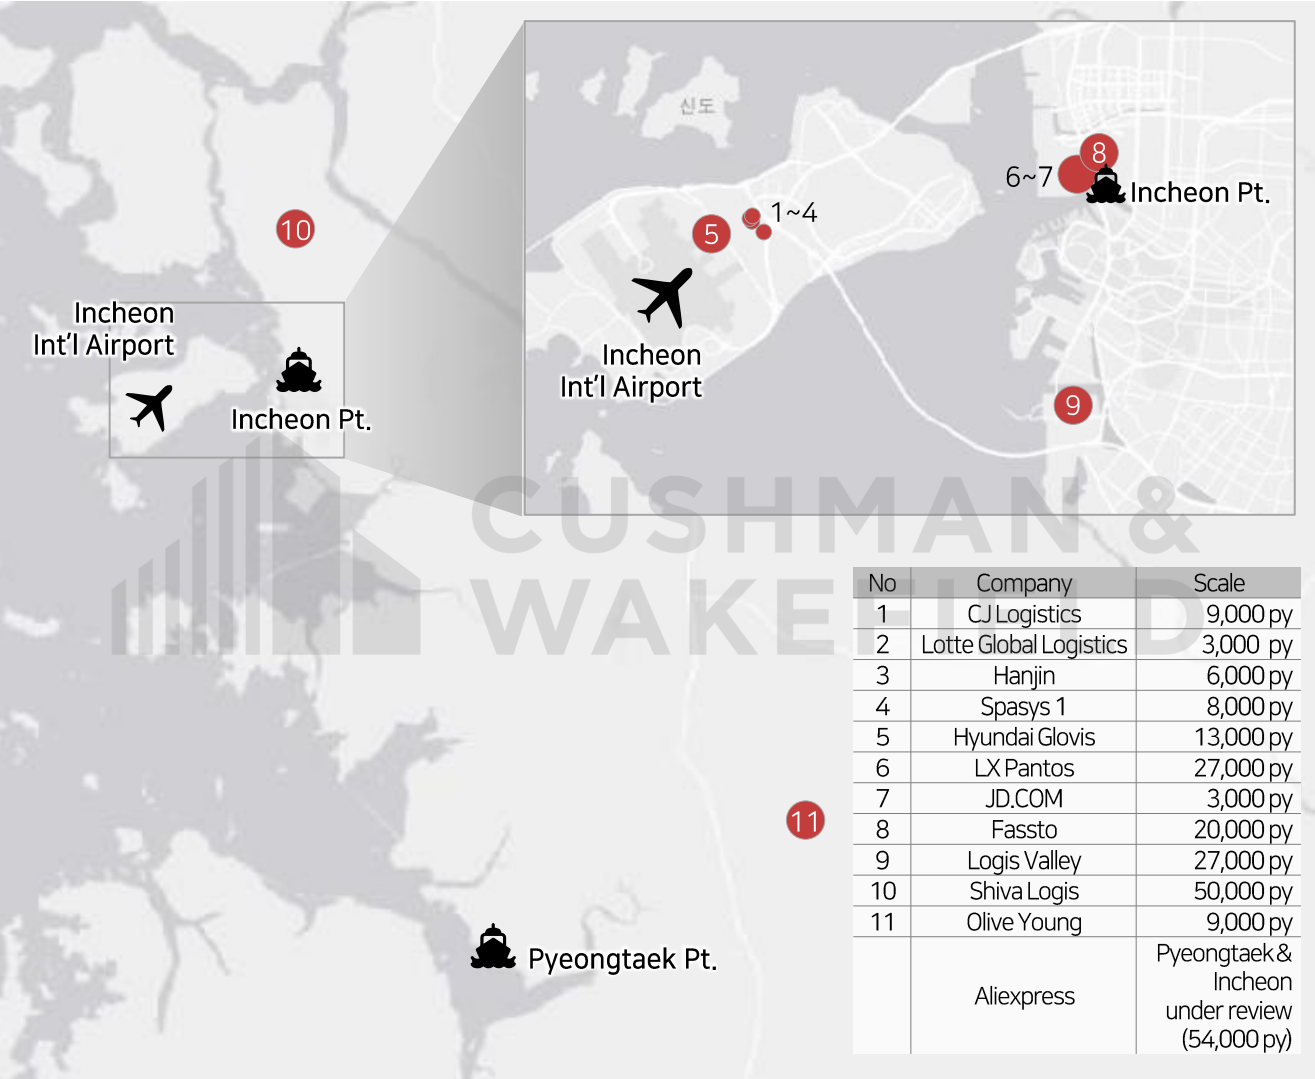 신도
8
6~7
Incheon Pt.
1~4
5
10
Incheon
Int'l Airport
Incheon
Int'l Airport
Incheon Pt.
9
CUSHMAN &
WAKEFIELD
No Company Scale
1 CJ Logistics 9,000 py
2 Lotte Global Logistics 3,000 py
3 Hanjin 6,000 py
4 Spasys 1 8,000 py
5 Hyundai Glovis 13,000 py
6 LX Pantos 27,000 py
7 JD.COM 3,000 py
8 Fassto 20,000 py
9 Logis Valley 27,000 py
10 Shiva Logis 50,000 py
11 Olive Young 9,000 py
Aliexpress
Pyeongtaek &
Incheon
under review
(54,000 py)
11
Pyeongtaek Pt.